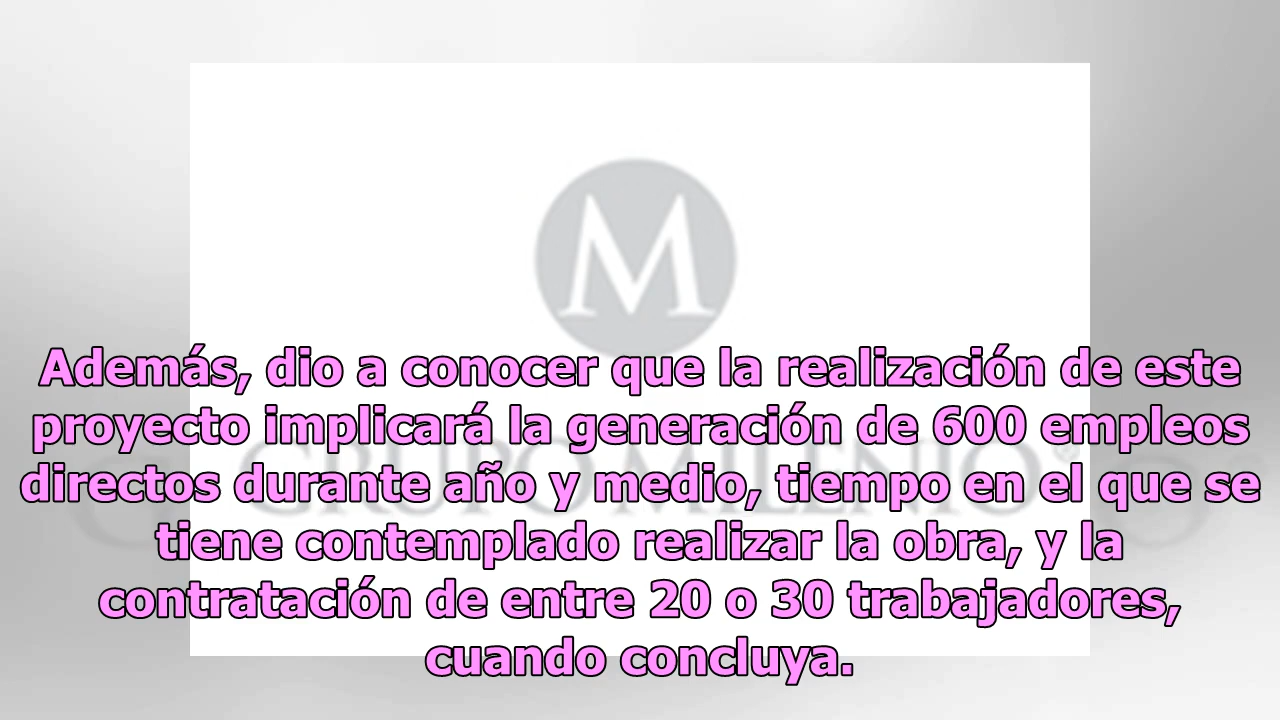 M
Además, dio a conocer que la realización de este
proyecto implicará la generación de 600 empleos
GRUPO MILENIO
directos durante año y medio, tiempo en el que se
tiene contemplado realizar la obra, y la
contratación de entre 20 o 30 trabajadores,
cuando concluya.